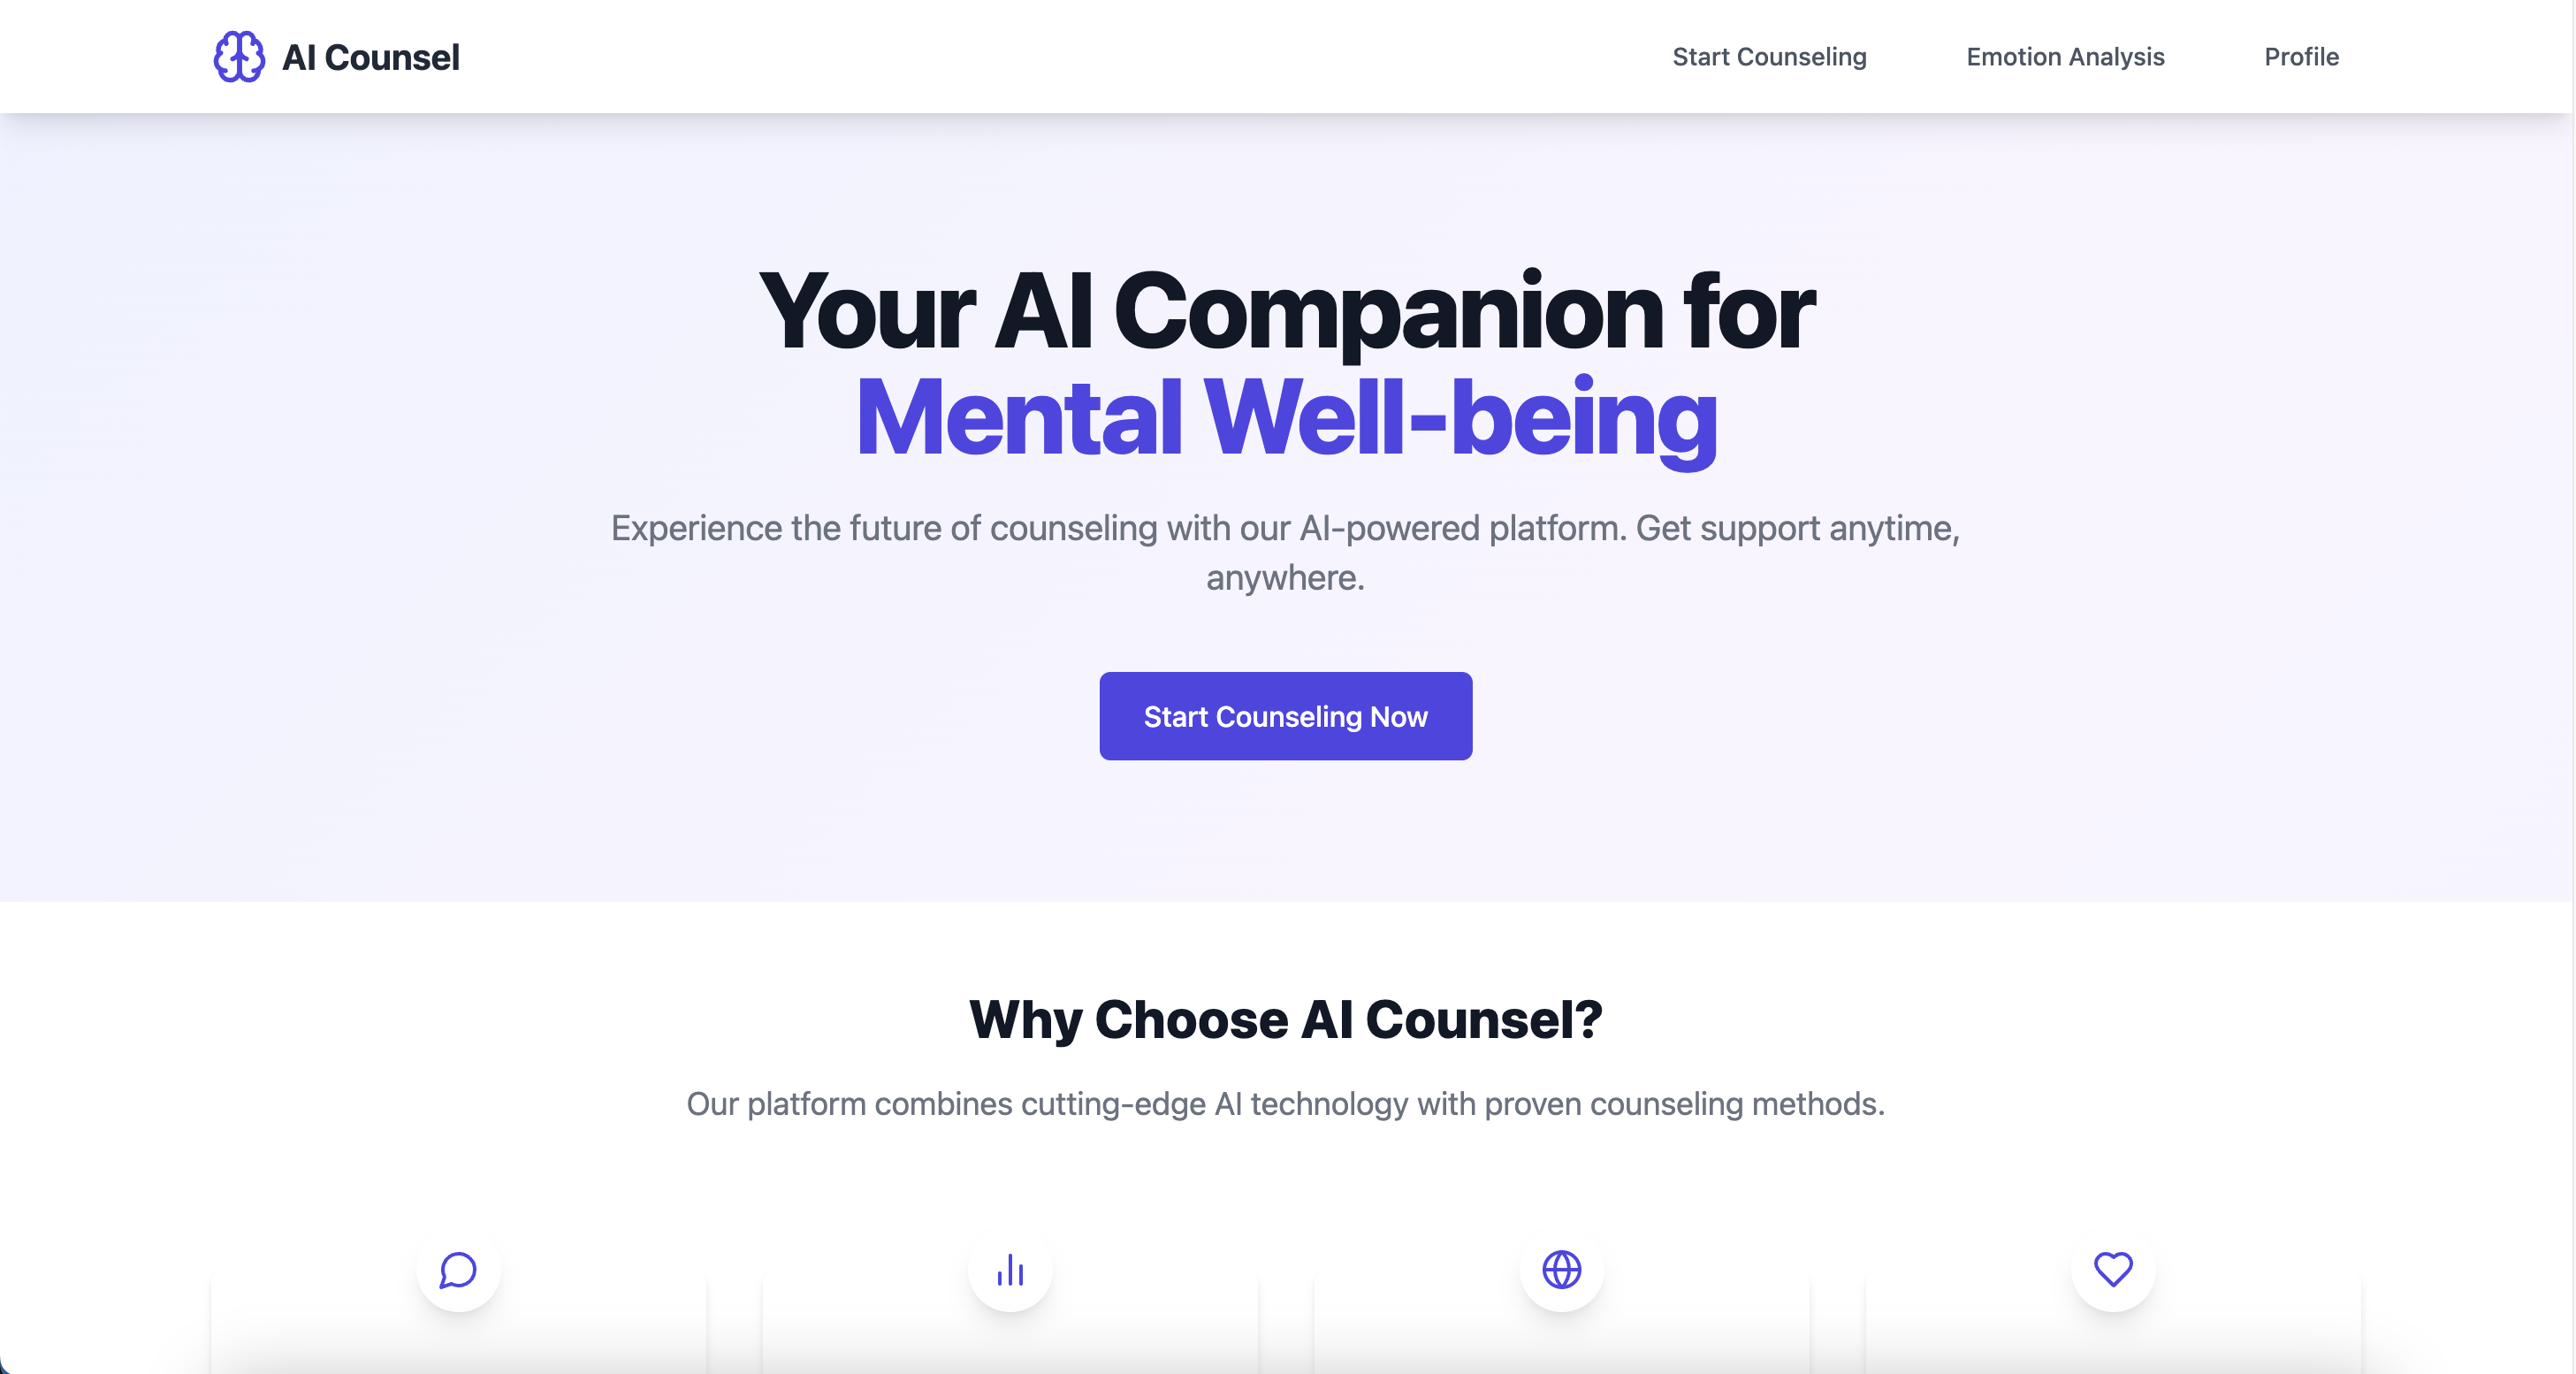 AI Counsel
Start Counseling
Emotion Analysis
Profile
Your AI Companion for
Mental Well-being
Experience the future of counseling with our AI-powered platform. Get support anytime,
anywhere.
Start Counseling Now
Why Choose AI Counsel?
Our platform combines cutting-edge AI technology with proven counseling methods.